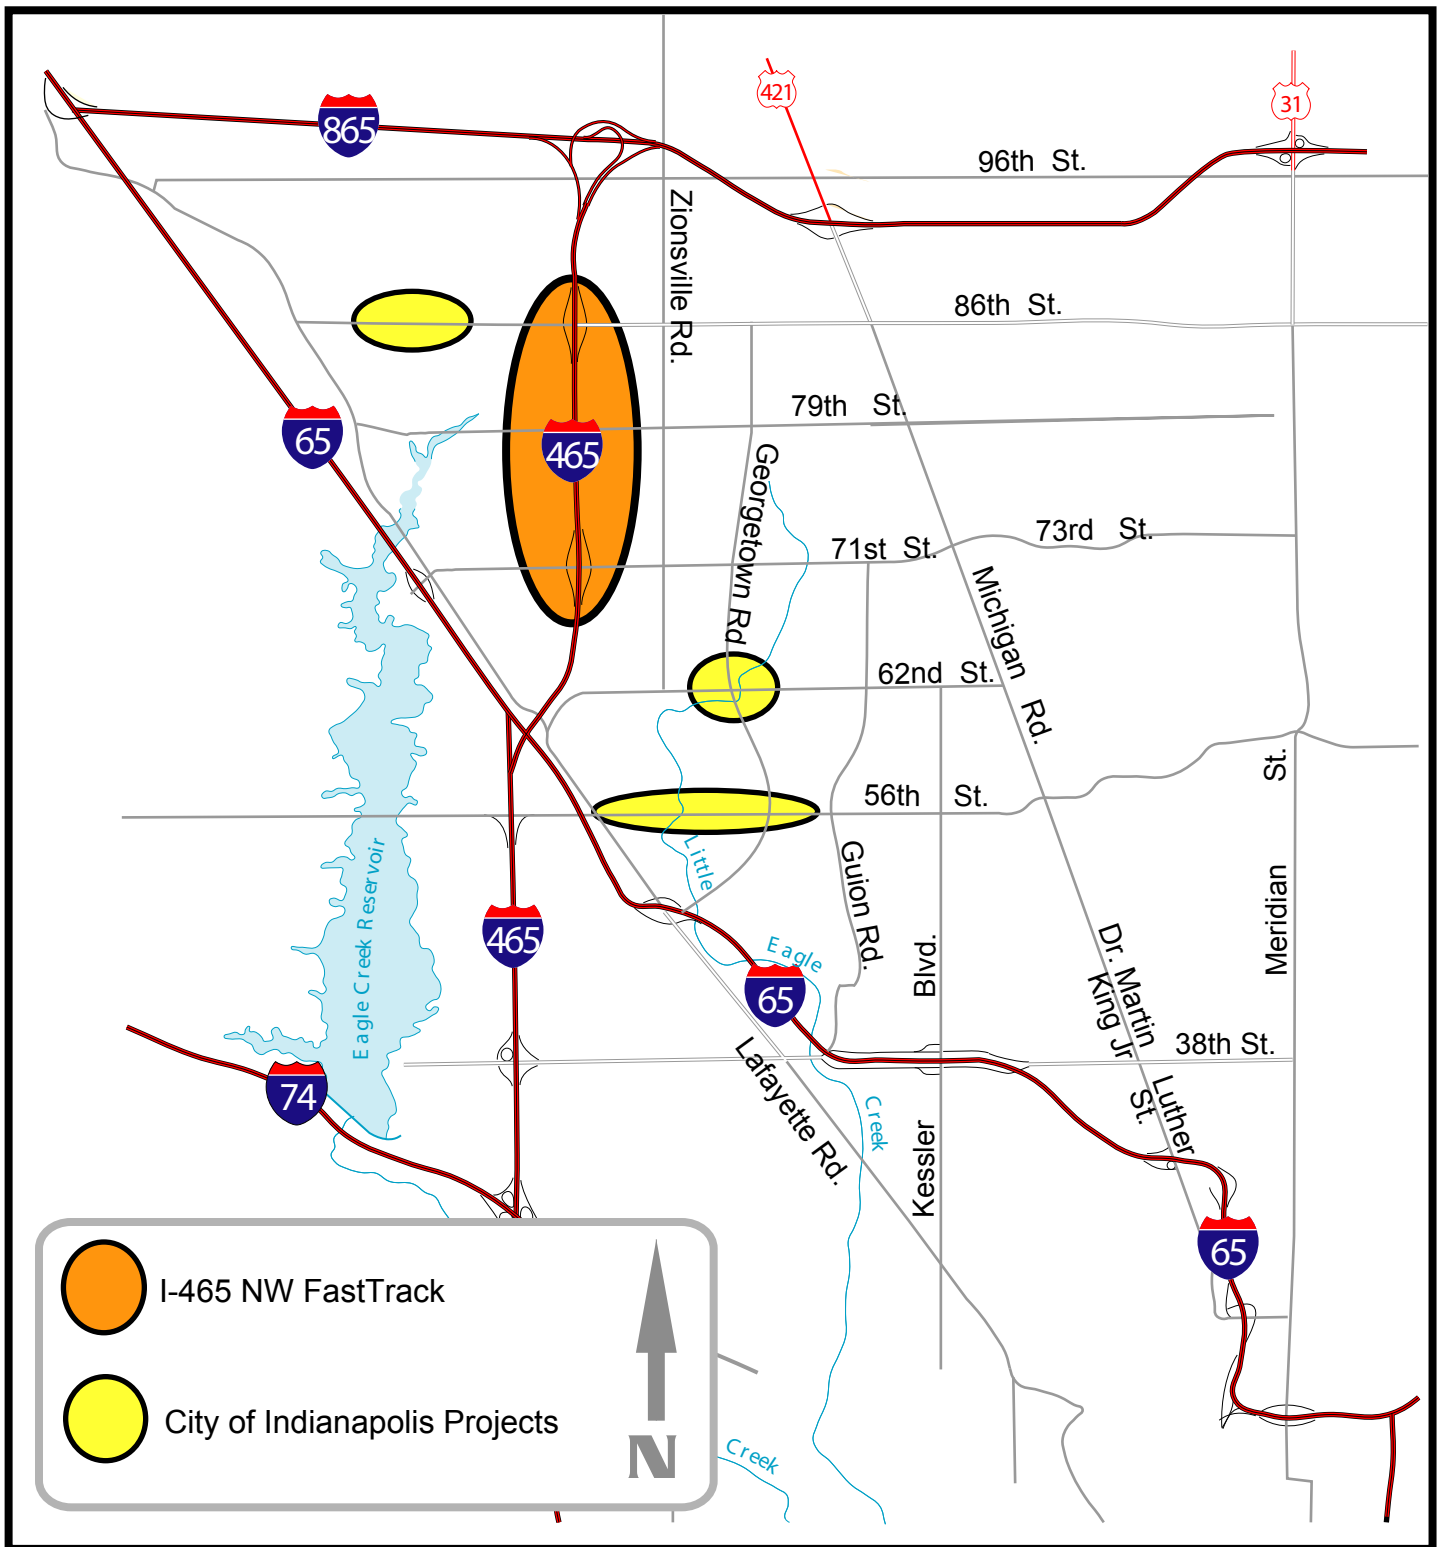 865
421
31
96th St.
Zionsville Rd.
86th St.
79th St.
65
465
Georgetown Rd
71st St.
73rd St.
Michigan Rd.
62nd St.
56th St.
Meridian St.
Little
Eagle
Creek
Guion Rd.
Eagle Creek Reservoir
465
Kessler Blvd.
65
Dr. Martin Luther
King Jr St.
38th St.
Lafayette Rd.
74
65
I-465 NW FastTrack
City of Indianapolis Projects
N
Creek